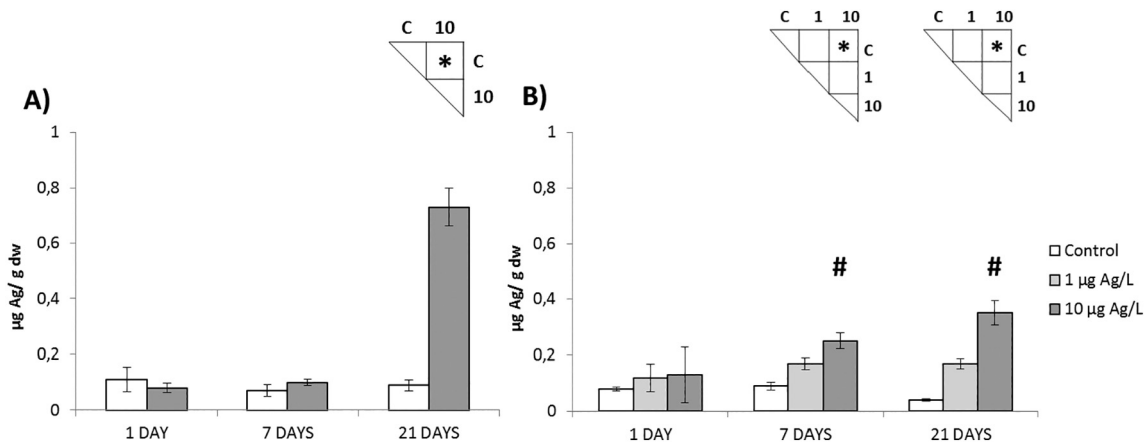 C 10
* C
10
A)
µg Ag/ g dw
1
0,8
0,6
0,4
0,2
0
1 DAY 7 DAYS 21 DAYS
C 1 10
* C
1
10
C 1 10
* C
1
10
B)
µg Ag/ g dw
1
0,8
0,6
0,4
0,2
0
# #
1 DAY 7 DAYS 21 DAYS
Control
1 µg Ag/L
10 µg Ag/L